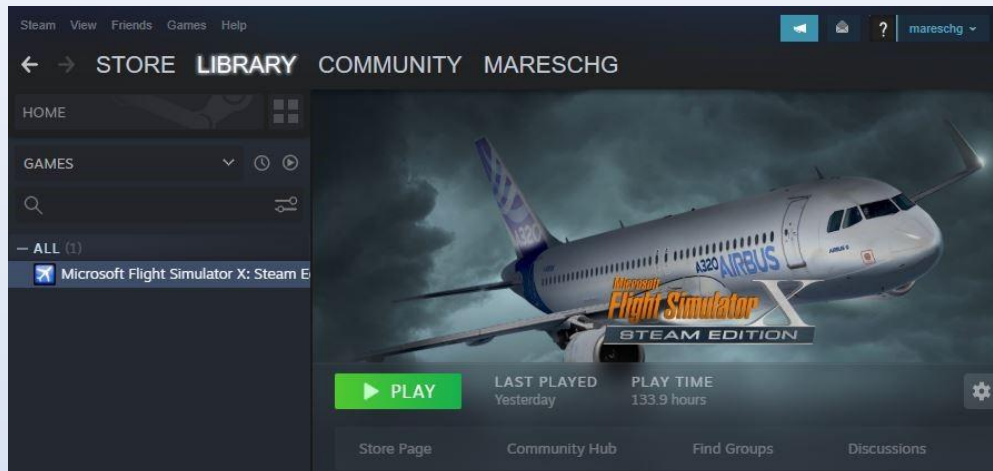 Steam View Friends Games Help
? mareschg
STORE LIBRARY COMMUNITY MARESCHG
HOME
GAMES
— ALL (1)
Microsoft Flight Simulator X: Steam E
A320
A320 AIRBUS
Microsoft
Flight Simulator X
STEAM EDITION
PLAY
LAST PLAYED
Yesterday
PLAY TIME
133.9 hours
Store Page Community Hub Find Groups Discussions